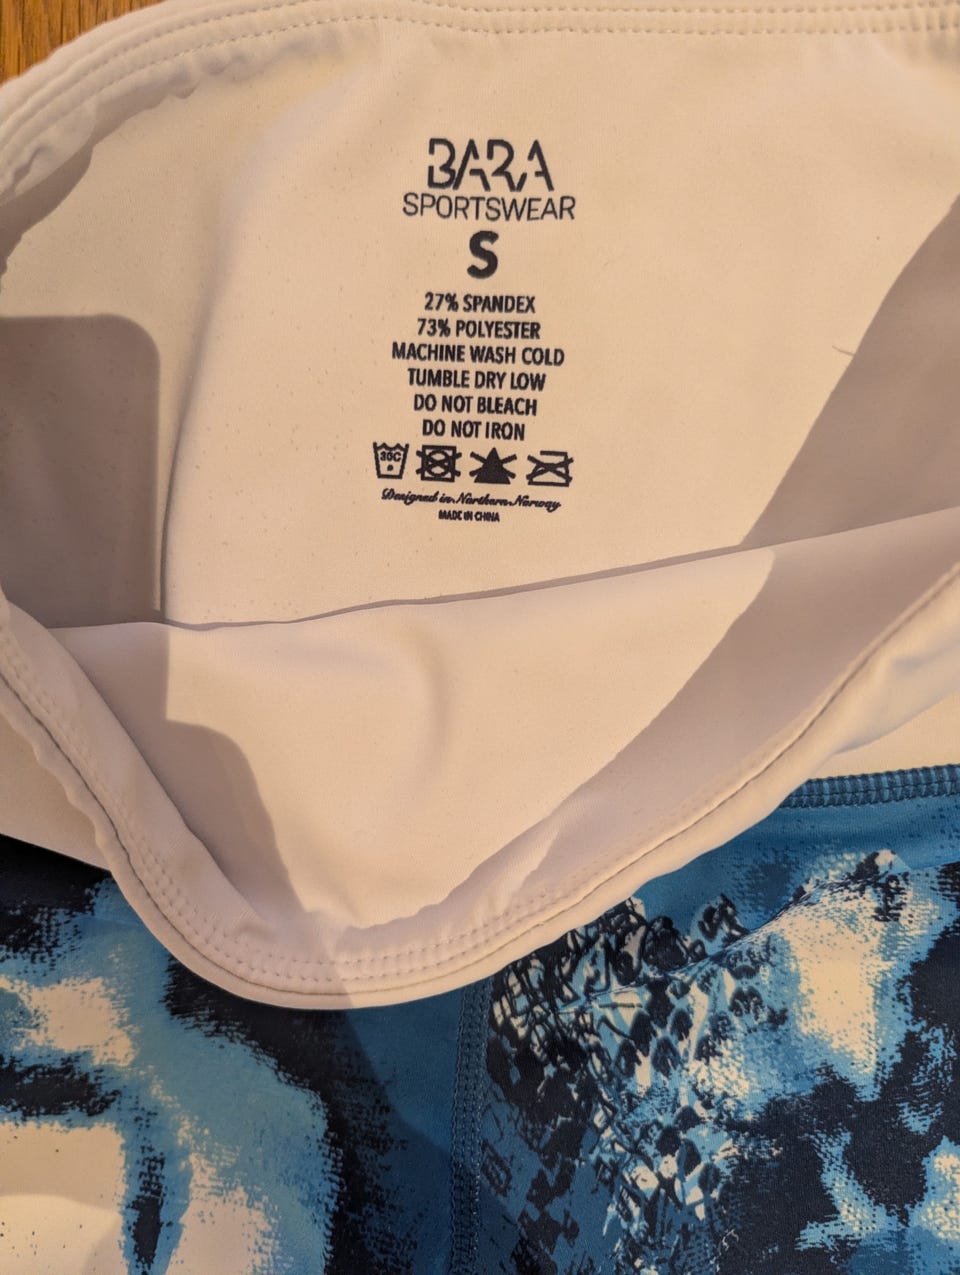 BARA
SPORTSWEAR
S
27% SPANDEX
73% POLYESTER
MACHINE WASH COLD
TUMBLE DRY LOW
DO NOT BLEACH
DO NOT IRON
30C
Designed in Northern Norway
MADE IN CHINA